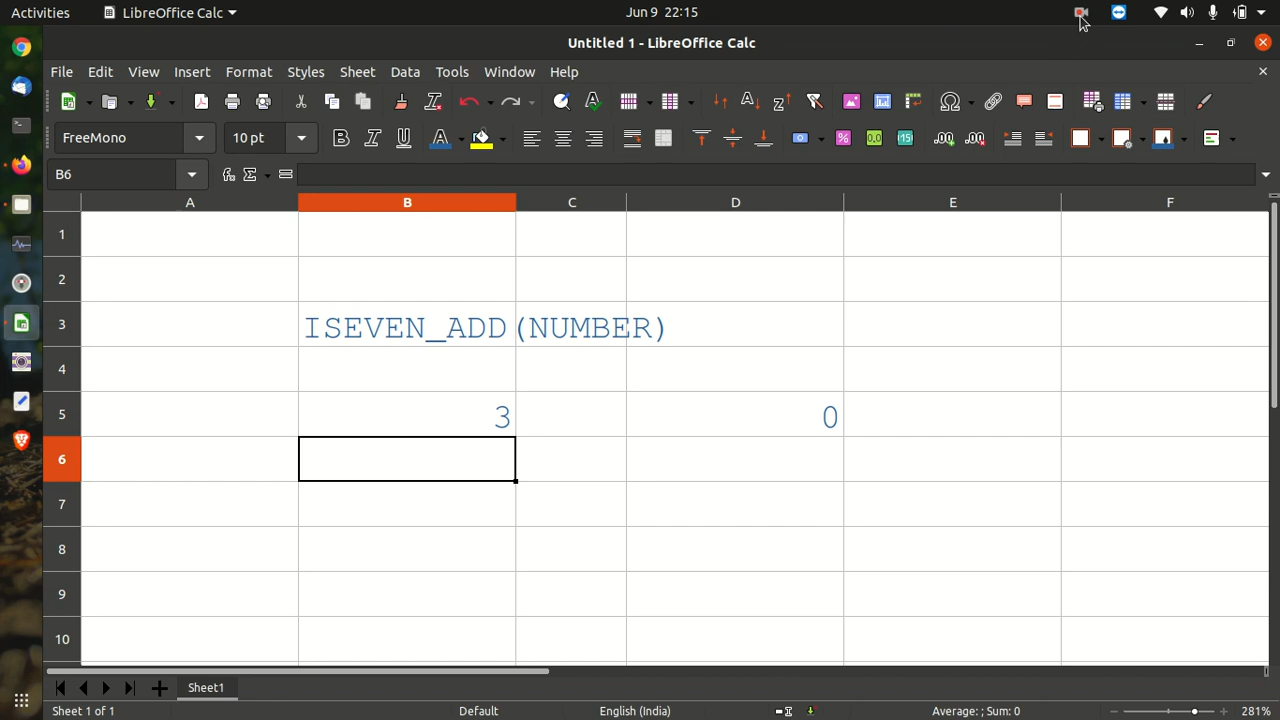 Activities LibreOffice Calc Jun 9 22:15
Untitled 1 - LibreOffice Calc
File Edit View Insert Format Styles Sheet Data Tools Window Help
FreeMono 10 pt
B6
A B C D E F
1
2
3 ISEVEN_ADD(NUMBER)
4
5 3 0
6
7
8
9
10
Sheet1
Sheet 1 of 1 Default English (India) Average: ; Sum: 0 281%